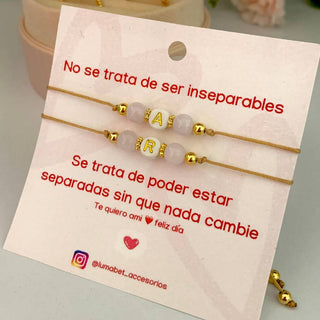 No se trata de ser inseparables
A
R
Se trata de poder estar
separadas sin que nada cambie
Te quiero ami ❤ feliz día
@lumabet_accesorios